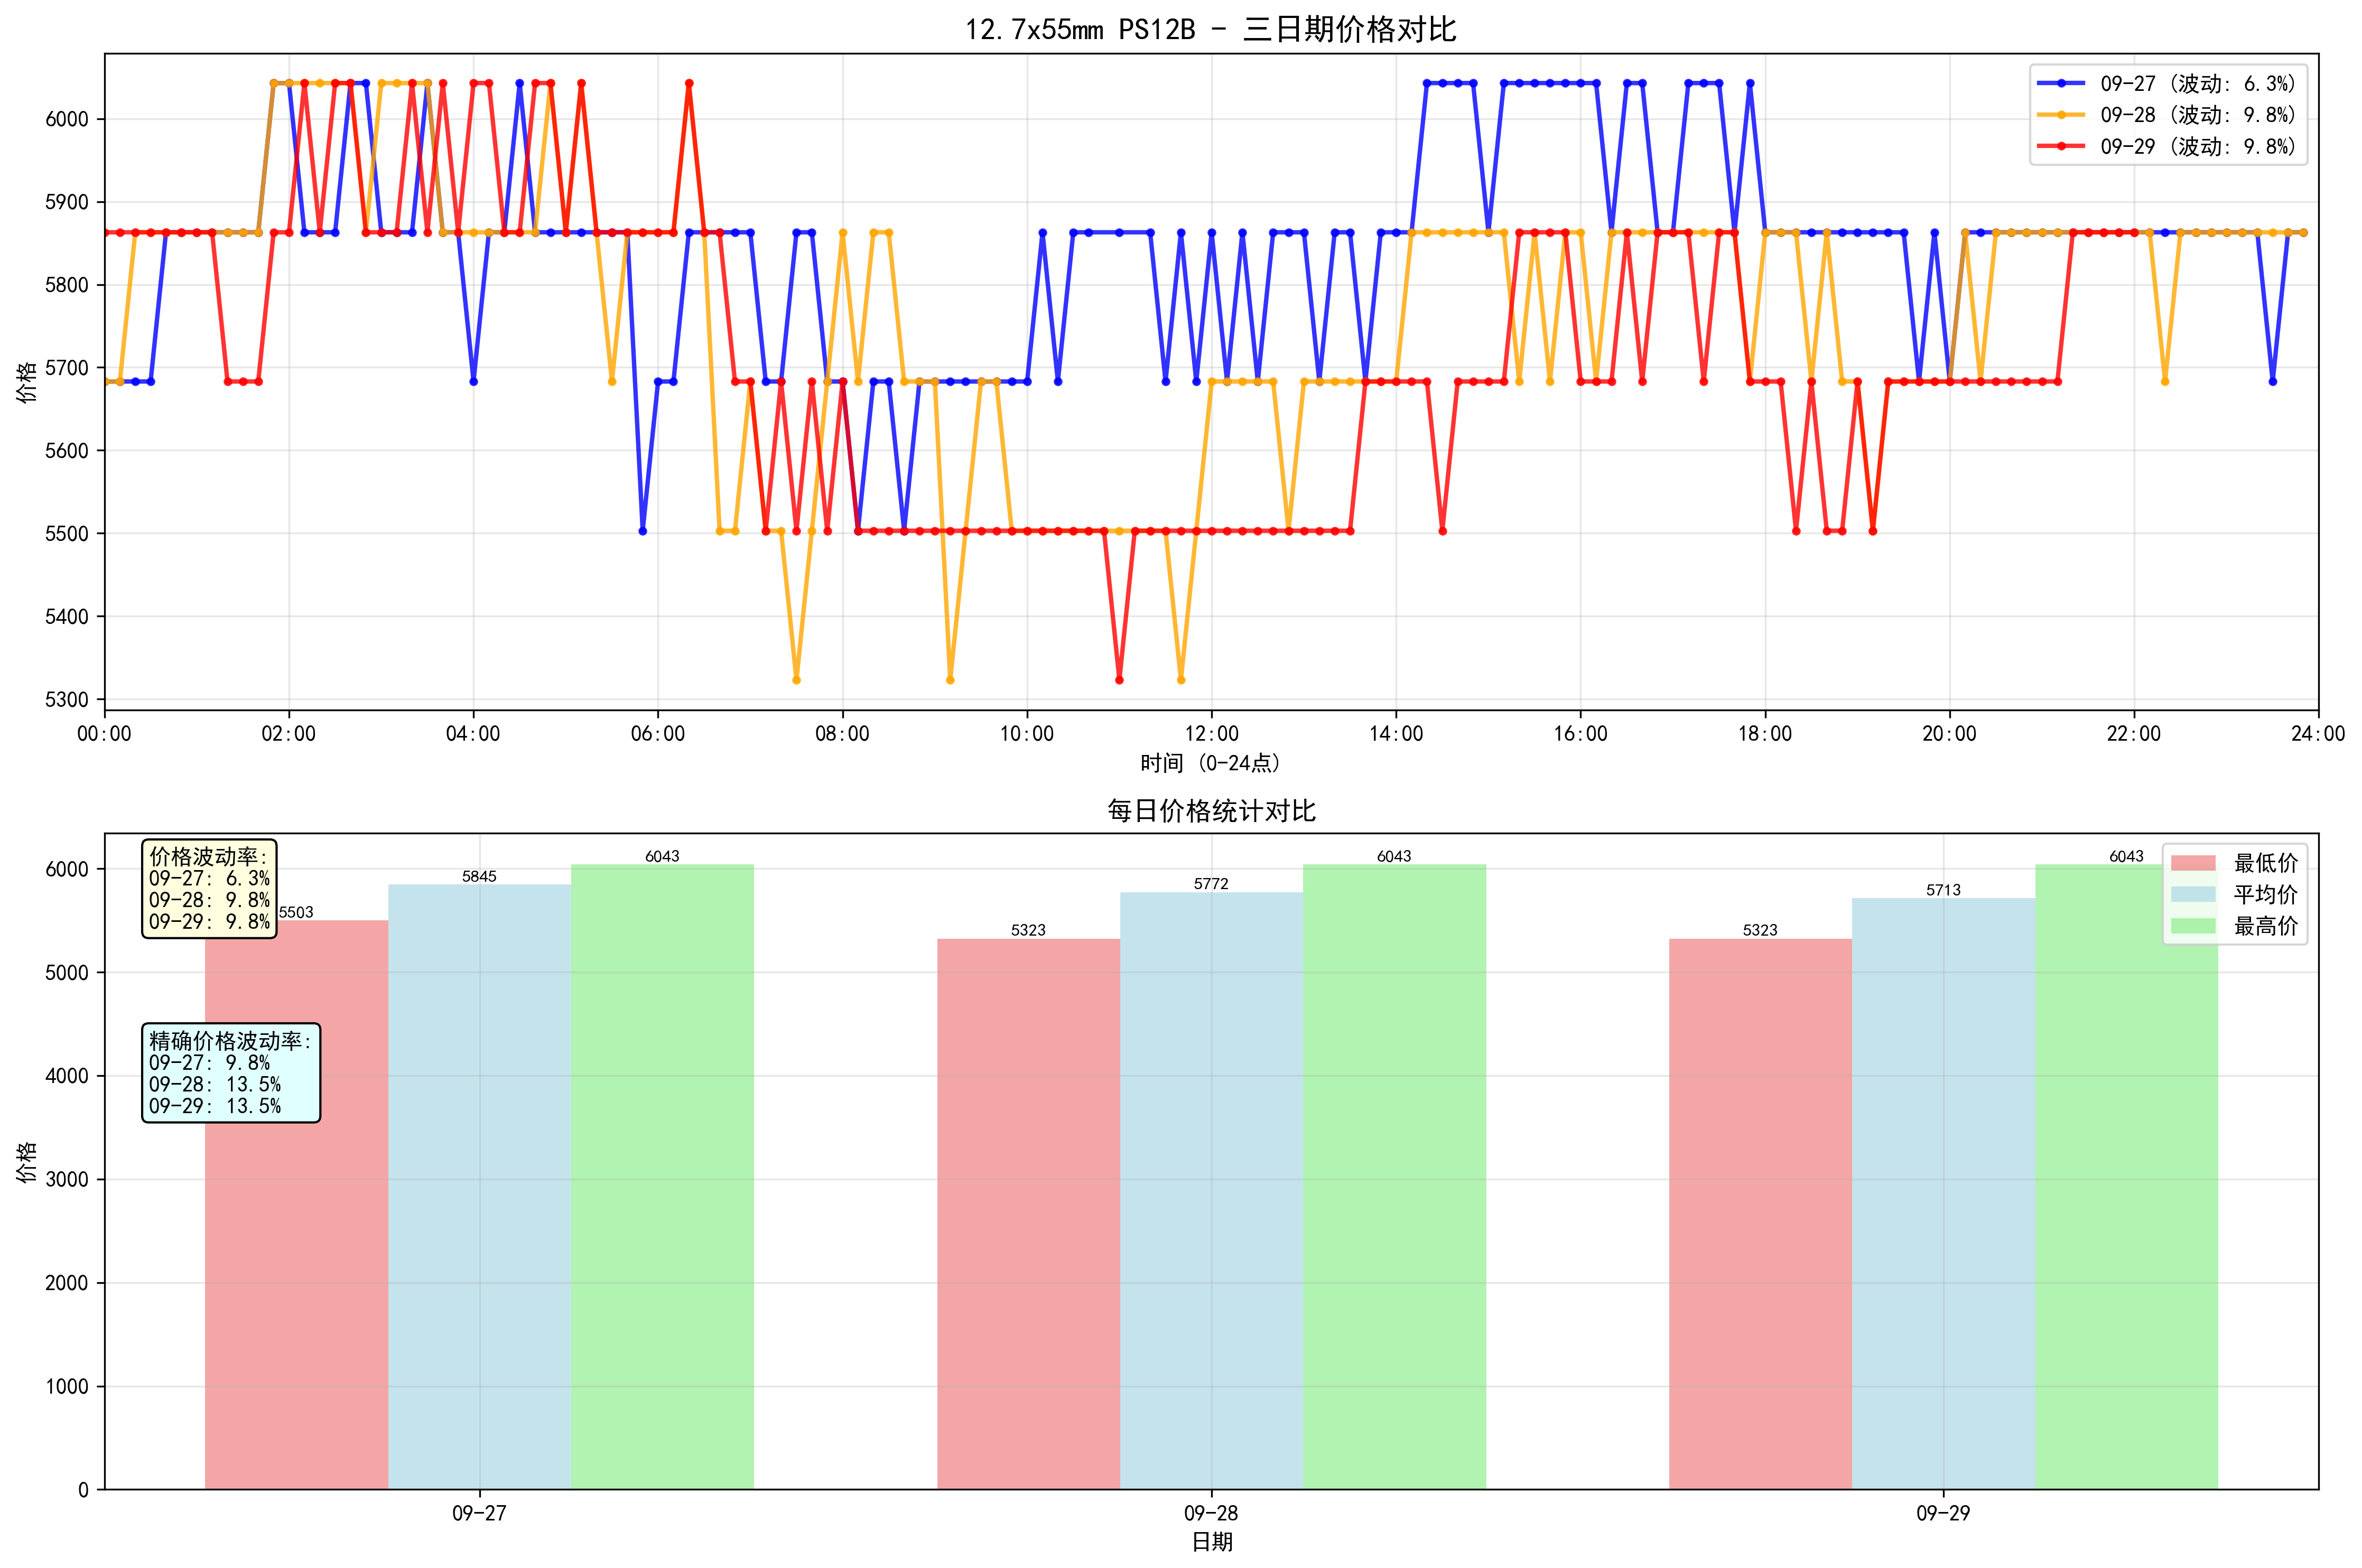 12.7x55mm PS12B - 三日期价格对比
09-27 (波动: 6.3%)
09-28 (波动: 9.8%)
09-29 (波动: 9.8%)
价格
6000
5900
5800
5700
5600
5500
5400
5300
00:00 02:00 04:00 06:00 08:00 10:00 12:00 14:00 16:00 18:00 20:00 22:00 24:00
时间 (0-24点)
每日价格统计对比
价格
6000
5000
4000
3000
2000
1000
0
价格波动率:
09-27: 6.3%
09-28: 9.8%
09-29: 9.8%
精确价格波动率:
09-27: 9.8%
09-28: 13.5%
09-29: 13.5%
5503
5845
6043
5323
5772
6043
5323
5713
6043
最低价
平均价
最高价
09-27 09-28 09-29
日期